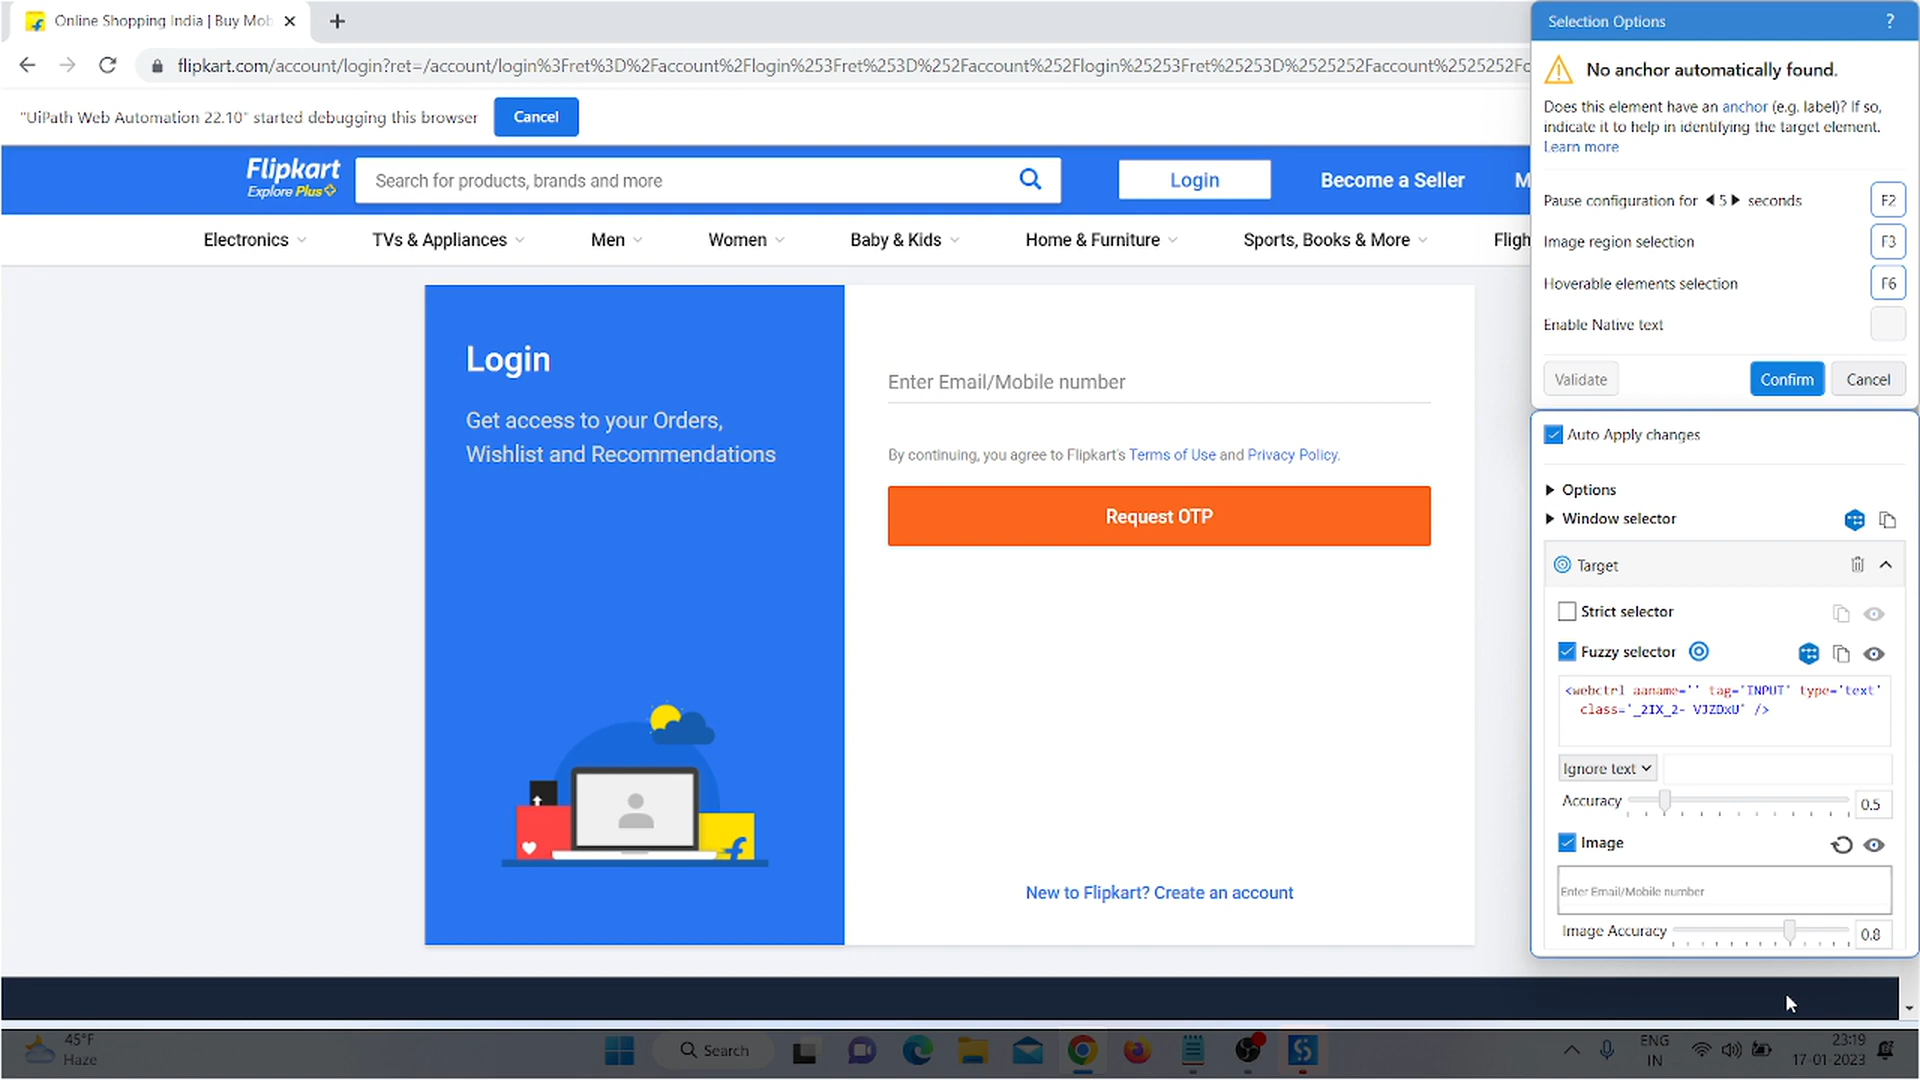 Online Shopping India | Buy Mob
flipkart.com/account/login?ret=/account/login%3Fret%3D%2Faccount%2Flogin%253Fret%253D%252Faccount%252Flogin%25253Fret%25253D%2525252Faccount%2525252Fo
"UiPath Web Automation 22.10" started debugging this browser
Cancel
Flipkart
Explore Plus
Search for products, brands and more
Login
Become a Seller
M
Electronics
TVs & Appliances
Men
Women
Baby & Kids
Home & Furniture
Sports, Books & More
Fligh
Login
Get access to your Orders,
Wishlist and Recommendations
Enter Email/Mobile number
By continuing, you agree to Flipkart's Terms of Use and Privacy Policy.
Request OTP
New to Flipkart? Create an account
Selection Options
?
No anchor automatically found.
Does this element have an anchor (e.g. label)? If so,
indicate it to help in identifying the target element.
Learn more
Pause configuration for 5 seconds
F2
Image region selection
F3
Hoverable elements selection
F6
Enable Native text
Validate
Confirm
Cancel
Auto Apply changes
Options
Window selector
Target
Strict selector
Fuzzy selector
<webctrl aaname='' tag='INPUT' type='text'
class='_2IX_2- VJZDxU' />
Ignore text
Accuracy
0.5
Image
Enter Email/Mobile number
Image Accuracy
0.8
45°F
Haze
Search
ENG
IN
23:19
17-01-2023